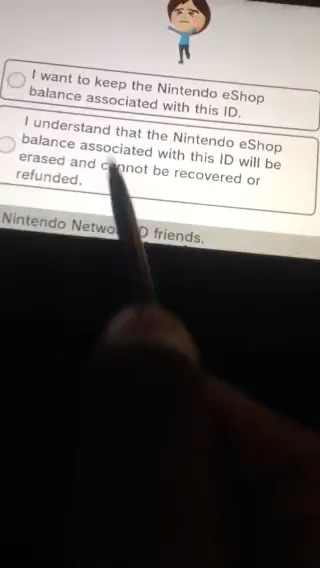 I want to keep the Nintendo eShop
balance associated with this ID.
I understand that the Nintendo eShop
balance associated with this ID will be
erased and cannot be recovered or
refunded.
Nintendo Netwo D friends.